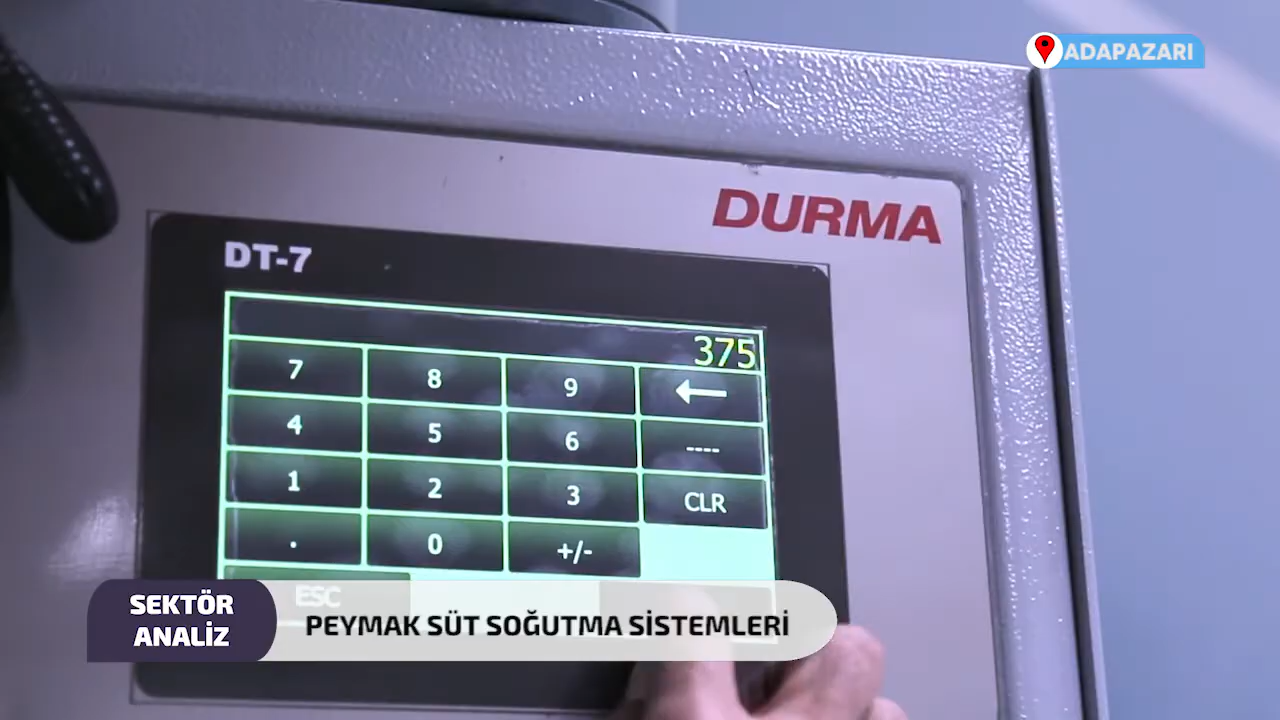 ADAPAZARI
DURMA
DT-7
375
7 8 9
4 5 6 ----
1 2 3 CLR
. 0 +/-
ESC
SEKTÖR
ANALİZ
PEYMAK SÜT SOĞUTMA SİSTEMLERİ